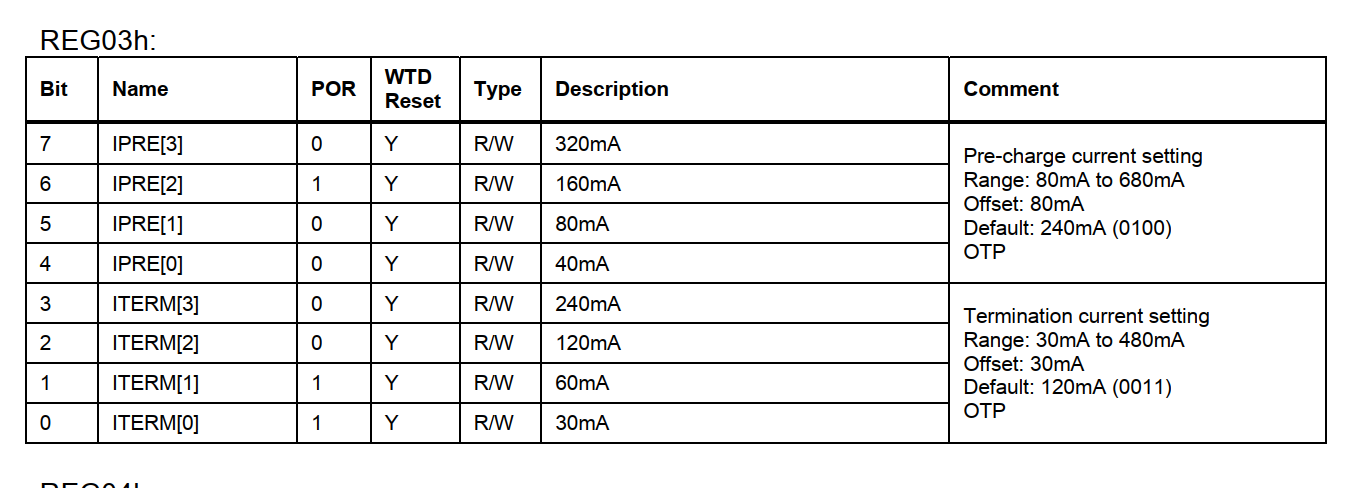 REG03h:
Bit Name POR WTD Reset Type Description Comment
7 IPRE[3] 0 Y R/W 320mA
6 IPRE[2] 1 Y R/W 160mA
5 IPRE[1] 0 Y R/W 80mA
4 IPRE[0] 0 Y R/W 40mA
Pre-charge current setting
Range: 80mA to 680mA
Offset: 80mA
Default: 240mA (0100)
OTP
3 ITERM[3] 0 Y R/W 240mA
2 ITERM[2] 0 Y R/W 120mA
1 ITERM[1] 1 Y R/W 60mA
0 ITERM[0] 1 Y R/W 30mA
Termination current setting
Range: 30mA to 480mA
Offset: 30mA
Default: 120mA (0011)
OTP